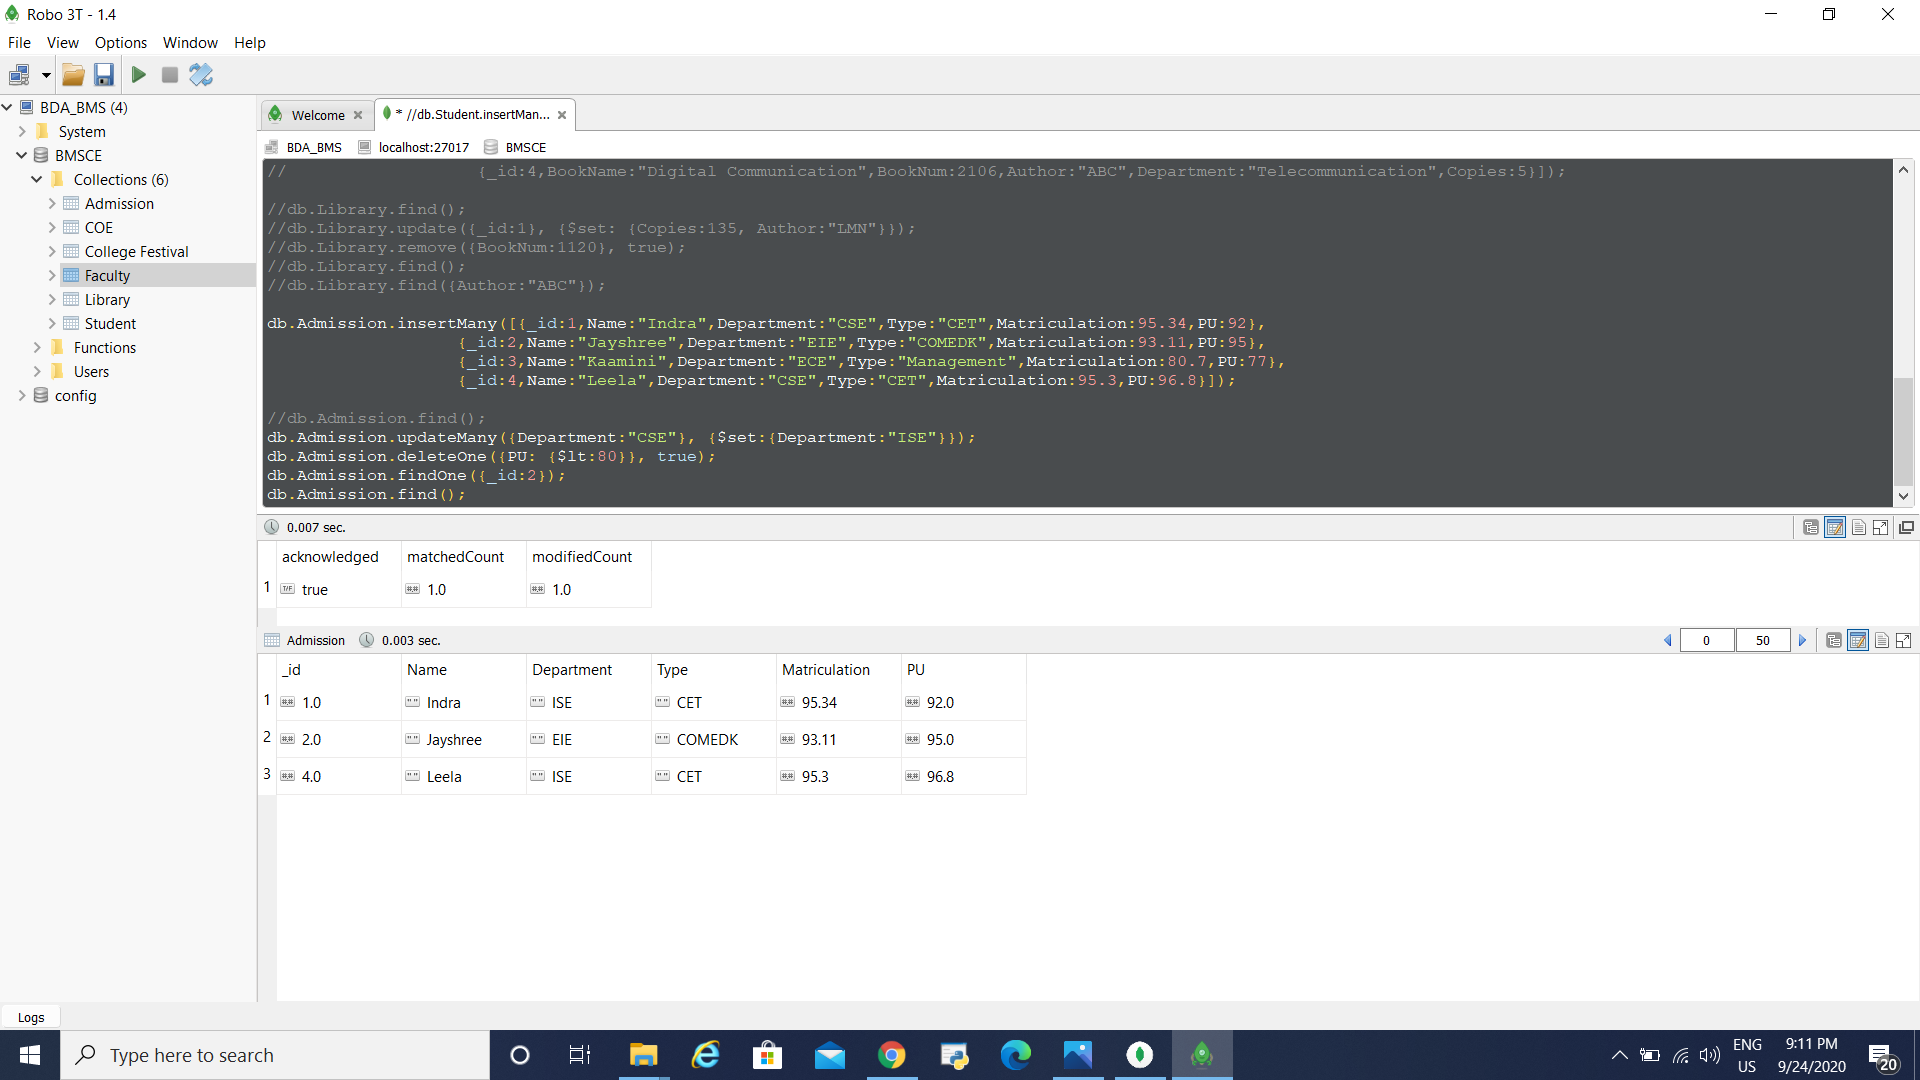 Robo 3T - 1.4
File View Options Window Help
BDA_BMS (4)
System
BMSCE
Collections (6)
Admission
COE
College Festival
Faculty
Library
Student
Functions
Users
config
Welcome
* //db.Student.insertMan...
BDA_BMS localhost:27017 BMSCE
// {_id:4,BookName:"Digital Communication",BookNum:2106,Author:"ABC",Department:"Telecommunication",Copies:5}]);
//db.Library.find();
//db.Library.update({_id:1}, {$set: {Copies:135, Author:"LMN"}});
//db.Library.remove({BookNum:1120}, true);
//db.Library.find();
//db.Library.find({Author:"ABC"});
db.Admission.insertMany([{_id:1,Name:"Indra",Department:"CSE",Type:"CET",Matriculation:95.34,PU:92},
{_id:2,Name:"Jayshree",Department:"EIE",Type:"COMEDK",Matriculation:93.11,PU:95},
{_id:3,Name:"Kaamini",Department:"ECE",Type:"Management",Matriculation:80.7,PU:77},
{_id:4,Name:"Leela",Department:"CSE",Type:"CET",Matriculation:95.3,PU:96.8}]);
//db.Admission.find();
db.Admission.updateMany({Department:"CSE"}, {$set:{Department:"ISE"}});
db.Admission.deleteOne({PU: {$lt:80}}, true);
db.Admission.findOne({_id:2});
db.Admission.find();
0.007 sec.
acknowledged matchedCount modifiedCount
1 true 1.0 1.0
Admission 0.003 sec. 0 50
_id Name Department Type Matriculation PU
1 1.0 Indra ISE CET 95.34 92.0
2 2.0 Jayshree EIE COMEDK 93.11 95.0
3 4.0 Leela ISE CET 95.3 96.8
Logs
Type here to search
ENG
US
9:11 PM
9/24/2020
20